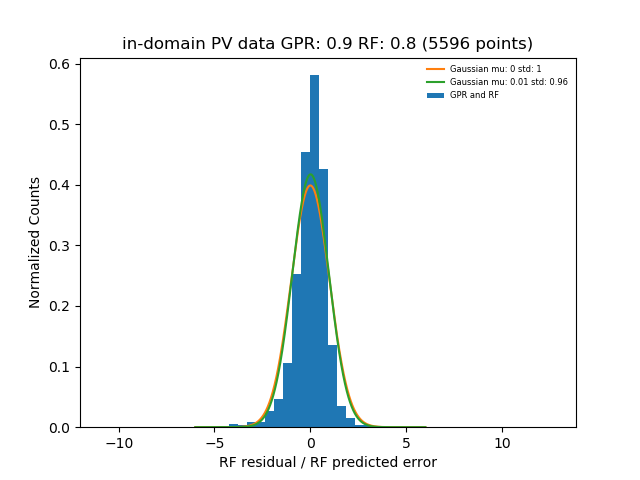 in-domain PV data GPR: 0.9 RF: 0.8 (5596 points)
Gaussian mu: 0 std: 1
Gaussian mu: 0.01 std: 0.96
GPR and RF
Normalized Counts
0.6
0.5
0.4
0.3
0.2
0.1
0.0
−10
−5
0
5
10
RF residual / RF predicted error